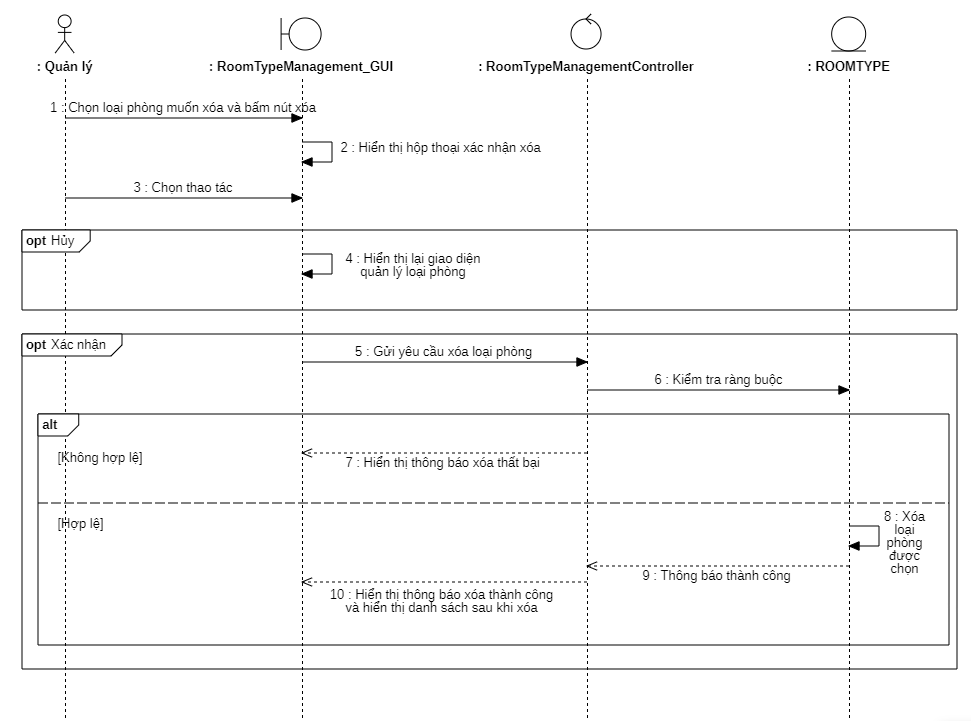 : Quản lý
: RoomTypeManagement_GUI
: RoomTypeManagementController
: ROOMTYPE
1 : Chọn loại phòng muốn xóa và bấm nút xóa
2 : Hiển thị hộp thoại xác nhận xóa
3 : Chọn thao tác
opt Hủy
4 : Hiển thị lại giao diện
quản lý loại phòng
opt Xác nhận
5 : Gửi yêu cầu xóa loại phòng
6 : Kiểm tra ràng buộc
alt
[Không hợp lệ]
7 : Hiển thị thông báo xóa thất bại
[Hợp lệ]
8 : Xóa
loại
phòng
được
chọn
9 : Thông báo thành công
10 : Hiển thị thông báo xóa thành công
và hiển thị danh sách sau khi xóa